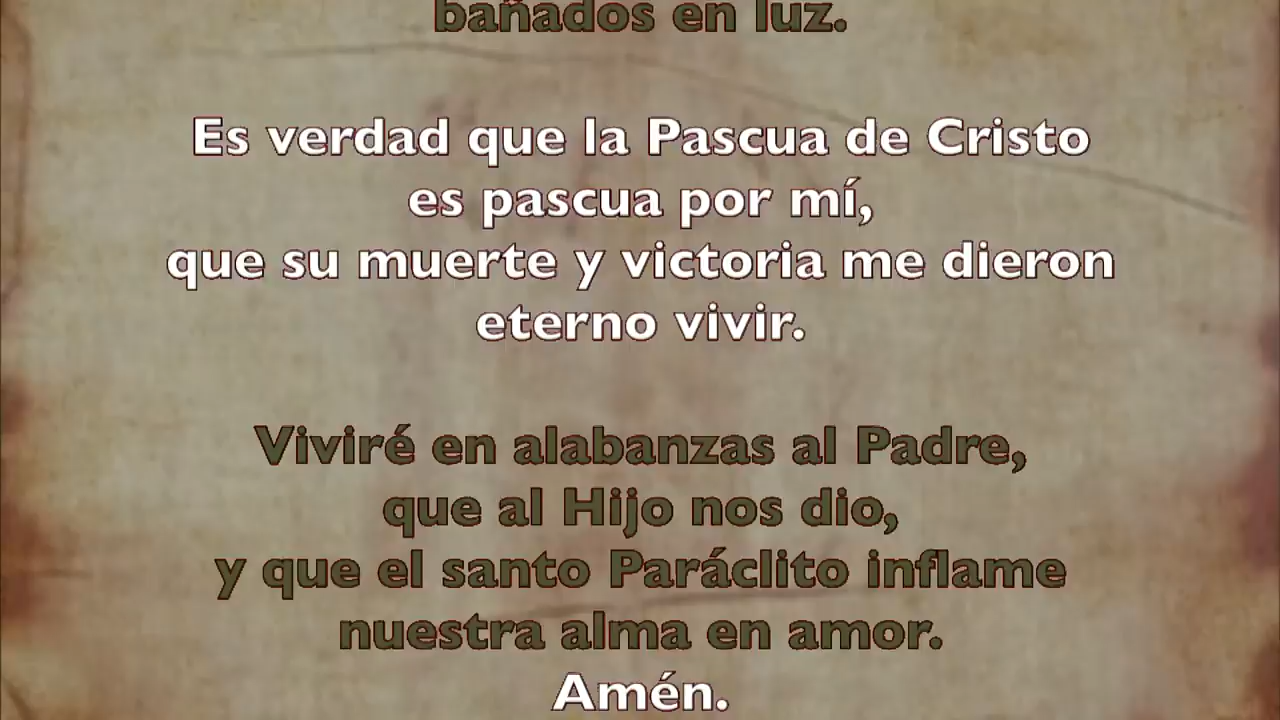 bañados en luz.
Es verdad que la Pascua de Cristo
es pascua por mí,
que su muerte y victoria me dieron
eterno vivir.
Viviré en alabanzas al Padre,
que al Hijo nos dio,
y que el santo Paráclito inflame
nuestra alma en amor.
Amén.